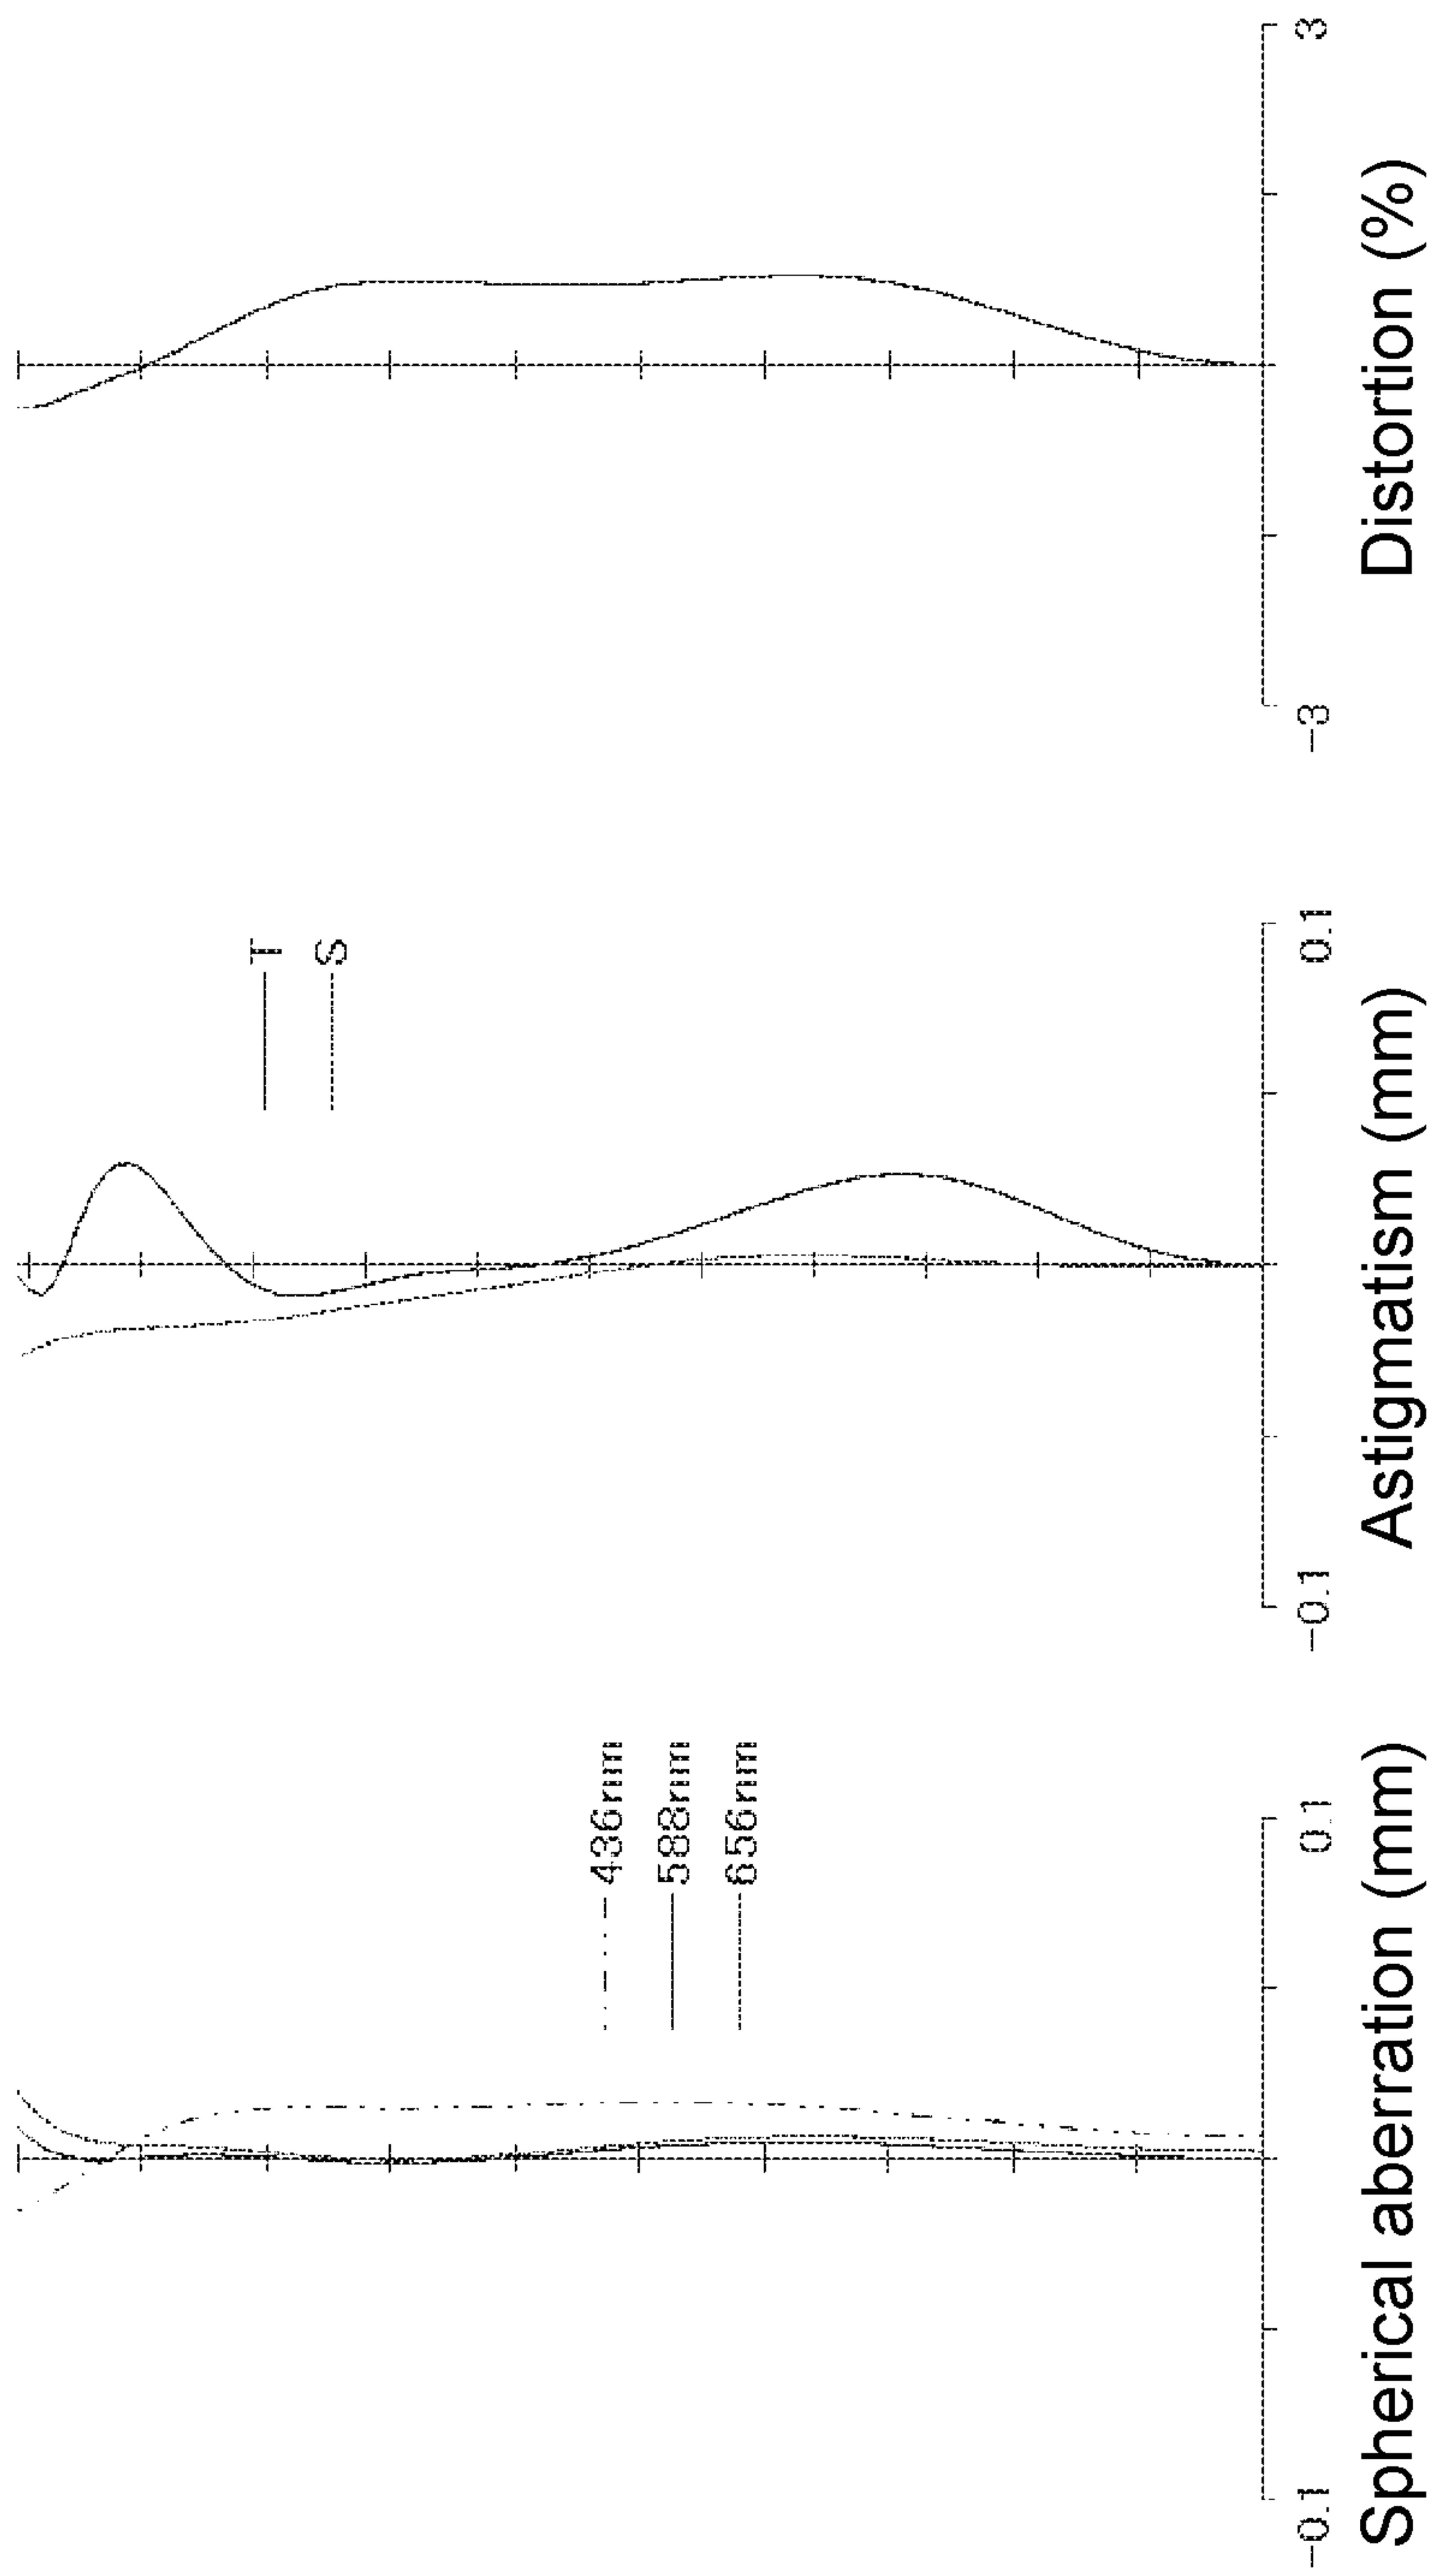 436nm
588nm
656nm
-0.1
0.1
Spherical aberration (mm)
T
S
-0.1
0.1
Astigmatism (mm)
-3
3
Distortion (%)